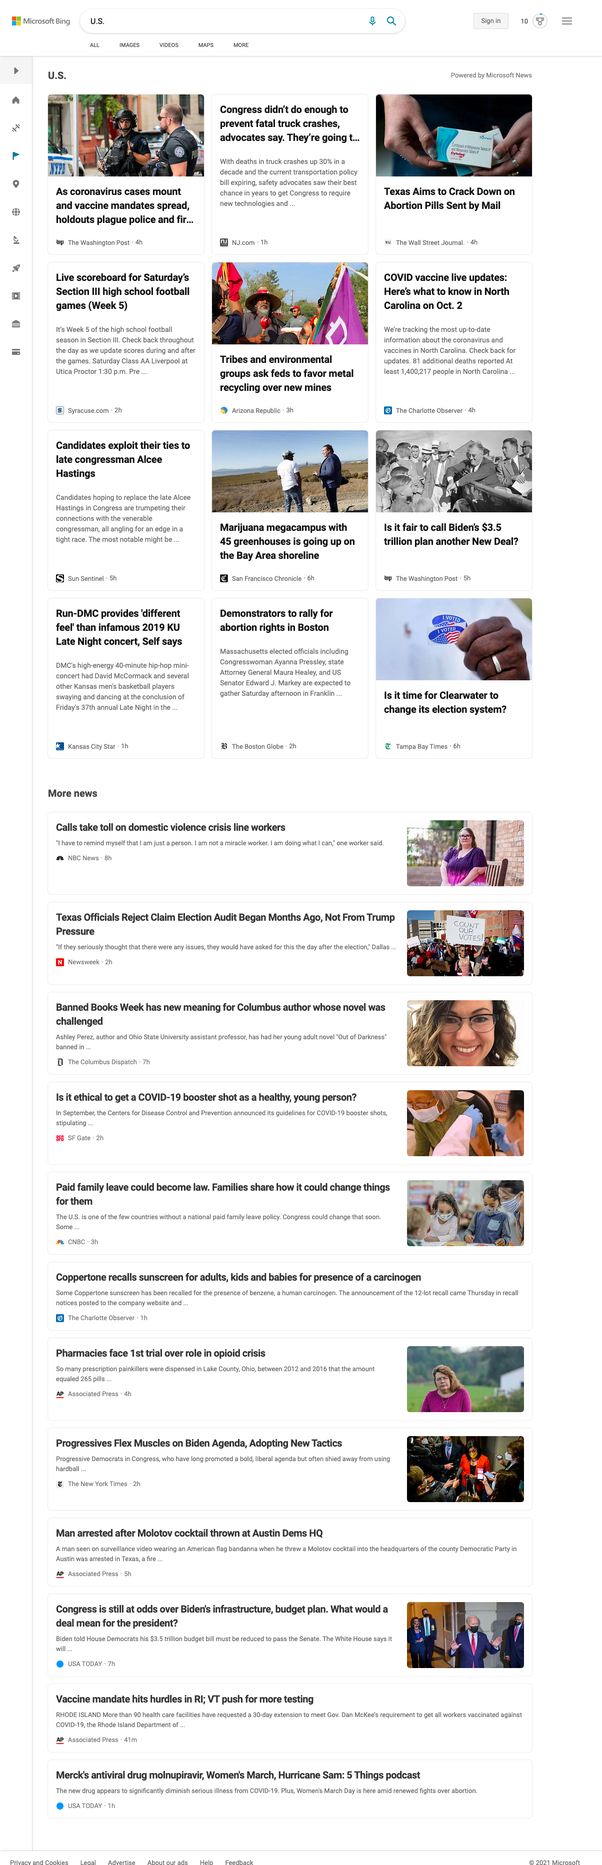 Microsoft Bing
U.S.
Sign in
10
ALL IMAGES VIDEOS MAPS MORE
U.S.
Powered by Microsoft News
As coronavirus cases mount
and vaccine mandates spread,
holdouts plague police and fir...
The Washington Post · 4h
Congress didn't do enough to
prevent fatal truck crashes,
advocates say. They're going t...
With deaths in truck crashes up 30% in a
decade and the current transportation policy
bill expiring, safety advocates saw their best
chance in years to get Congress to require
new technologies and ...
NJ.com · 1h
Texas Aims to Crack Down on
Abortion Pills Sent by Mail
The Wall Street Journal. · 4h
Live scoreboard for Saturday's
Section III high school football
games (Week 5)
It's Week 5 of the high school football
season in Section III. Check back throughout
the day as we update scores during and after
the games. Saturday Class AA Liverpool at
Utica Proctor 1:30 p.m. Pre ...
Syracuse.com · 2h
Tribes and environmental
groups ask feds to favor metal
recycling over new mines
Arizona Republic · 3h
COVID vaccine live updates:
Here's what to know in North
Carolina on Oct. 2
We're tracking the most up-to-date
information about the coronavirus and
vaccines in North Carolina. Check back for
updates. 81 additional deaths reported At
least 1,400,217 people in North Carolina ...
The Charlotte Observer · 4h
Candidates exploit their ties to
late congressman Alcee
Hastings
Candidates hoping to replace the late Alcee
Hastings in Congress are trumpeting their
connections with the venerable
congressman, all angling for an edge in a
tight race. The most notable might be ...
Sun Sentinel · 5h
Marijuana megacampus with
45 greenhouses is going up on
the Bay Area shoreline
San Francisco Chronicle · 6h
Is it fair to call Biden's $3.5
trillion plan another New Deal?
The Washington Post · 5h
Run-DMC provides 'different
feel' than infamous 2019 KU
Late Night concert, Self says
DMC's high-energy 40-minute hip-hop mini-
concert had David McCormack and several
other Kansas men's basketball players
swaying and dancing at the conclusion of
Friday's 37th annual Late Night in the ...
Kansas City Star · 1h
Demonstrators to rally for
abortion rights in Boston
Massachusetts elected officials including
Congresswoman Ayanna Pressley, state
Attorney General Maura Healey, and US
Senator Edward J. Markey are expected to
gather Saturday afternoon in Franklin ...
The Boston Globe · 2h
I VOTED
I VOTED
Is it time for Clearwater to
change its election system?
Tampa Bay Times · 6h
More news
Calls take toll on domestic violence crisis line workers
"I have to remind myself that I am just a person. I am not a miracle worker. I am doing what I can," one worker said.
NBC News · 8h
Texas Officials Reject Claim Election Audit Began Months Ago, Not From Trump
Pressure
"If they seriously thought that there were any issues, they would have asked for this the day after the election," Dallas ...
Newsweek · 2h
COUNT
OUR
VOTES!
Banned Books Week has new meaning for Columbus author whose novel was
challenged
Ashley Perez, author and Ohio State University assistant professor, has had her young adult novel "Out of Darkness"
banned in ...
The Columbus Dispatch · 7h
Is it ethical to get a COVID-19 booster shot as a healthy, young person?
In September, the Centers for Disease Control and Prevention announced its guidelines for COVID-19 booster shots,
stipulating ...
SF Gate · 2h
Paid family leave could become law. Families share how it could change things
for them
The U.S. is one of the few countries without a national paid family leave policy. Congress could change that soon.
Some ...
CNBC · 3h
Coppertone recalls sunscreen for adults, kids and babies for presence of a carcinogen
Some Coppertone sunscreen has been recalled for the presence of benzene, a human carcinogen. The announcement of the 12-lot recall came Thursday in recall
notices posted to the company website and ...
The Charlotte Observer · 1h
Pharmacies face 1st trial over role in opioid crisis
So many prescription painkillers were dispensed in Lake County, Ohio, between 2012 and 2016 that the amount
equaled 265 pills ...
AP Associated Press · 4h
Progressives Flex Muscles on Biden Agenda, Adopting New Tactics
Progressive Democrats in Congress, who have long promoted a bold, liberal agenda but often shied away from using
hardball ...
The New York Times · 2h
Man arrested after Molotov cocktail thrown at Austin Dems HQ
A man seen on surveillance video wearing an American flag bandanna when he threw a Molotov cocktail into the headquarters of the county Democratic Party in
Austin was arrested in Texas, a fire ...
AP Associated Press · 5h
Congress is still at odds over Biden's infrastructure, budget plan. What would a
deal mean for the president?
Biden told House Democrats his $3.5 trillion budget bill must be reduced to pass the Senate. The White House says it
will ...
USA TODAY · 7h
Vaccine mandate hits hurdles in RI; VT push for more testing
RHODE ISLAND More than 90 health care facilities have requested a 30-day extension to meet Gov. Dan McKee's requirement to get all workers vaccinated against
COVID-19, the Rhode Island Department of ...
AP Associated Press · 41m
Merck's antiviral drug molnupiravir, Women's March, Hurricane Sam: 5 Things podcast
The new drug appears to significantly diminish serious illness from COVID-19. Plus, Women's March Day is here amid renewed fights over abortion.
USA TODAY · 1h
Privacy and Cookies Legal Advertise About our ads Help Feedback
© 2021 Microsoft